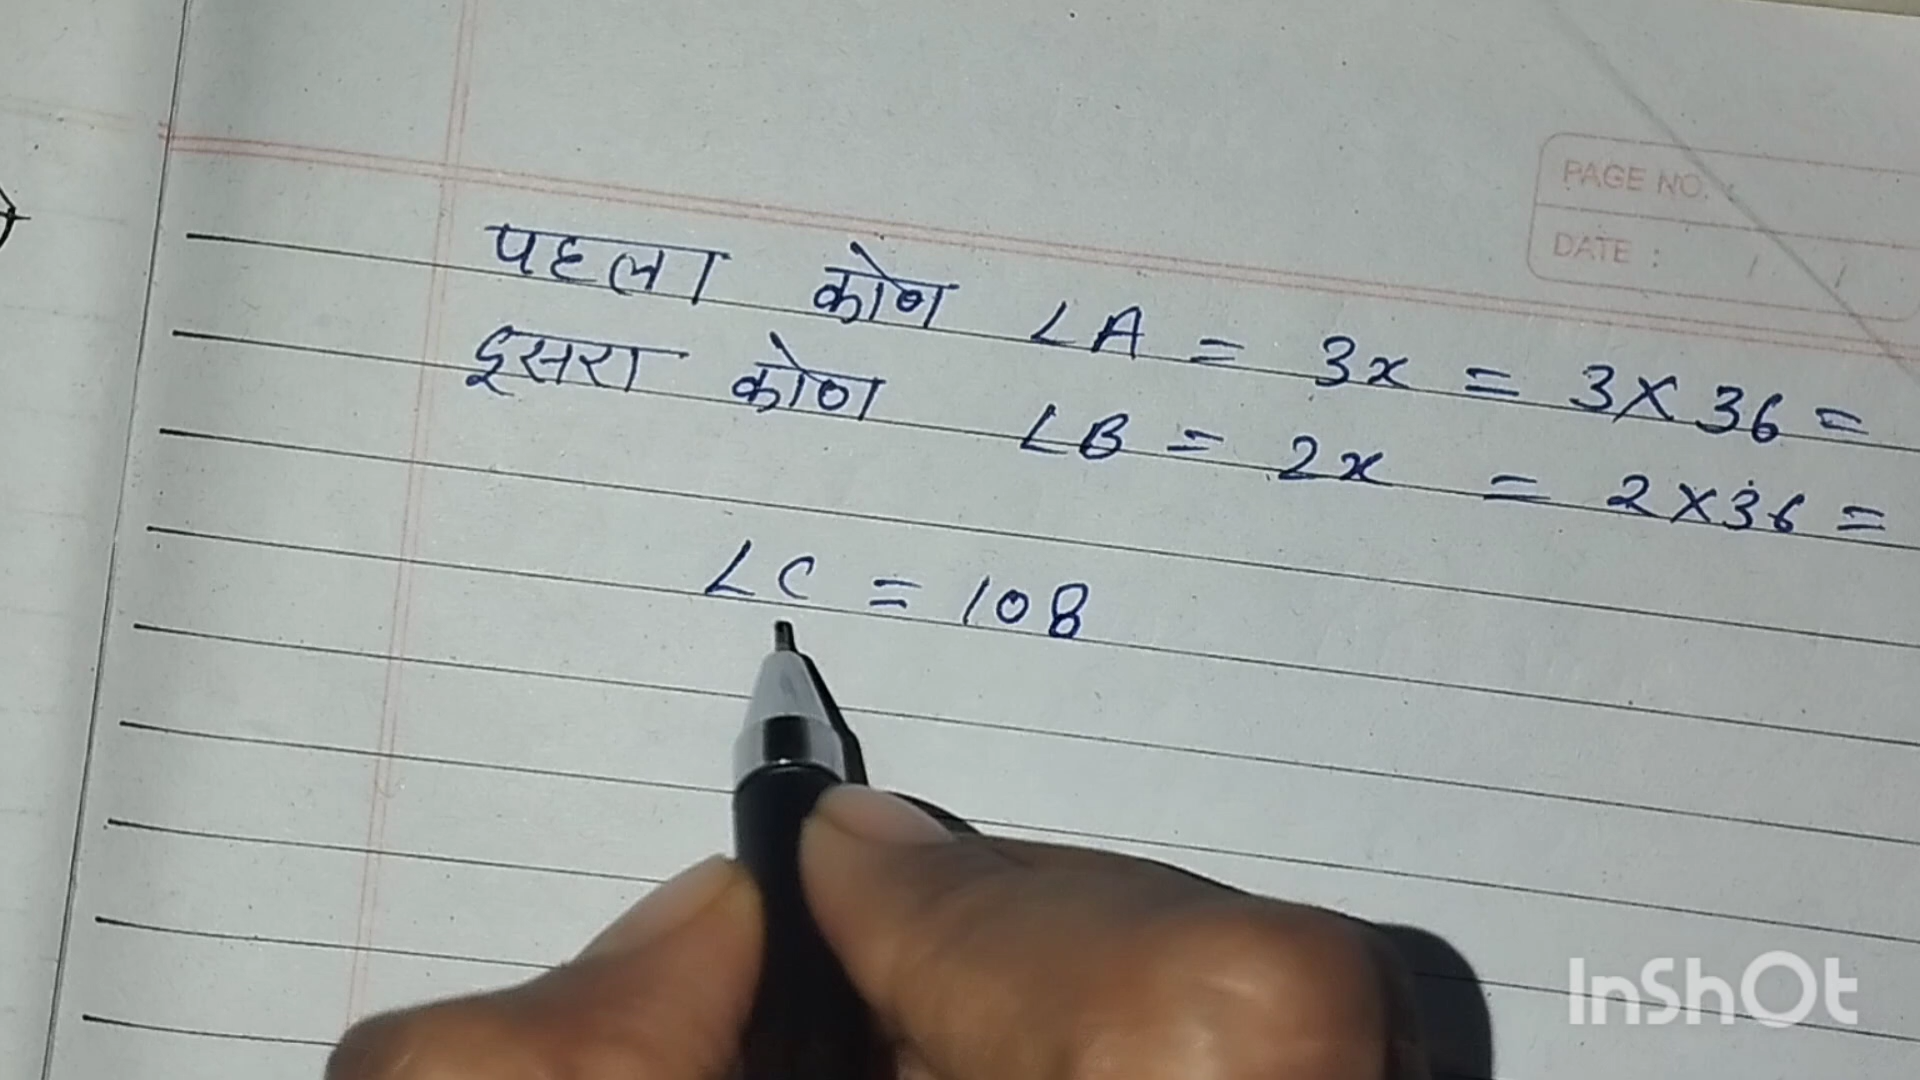 PAGE NO. :
DATE : / /
पहला कोण ∠A = 3x = 3×36 =
दूसरा कोण ∠B = 2x = 2×36 =
∠C = 108
InShOt